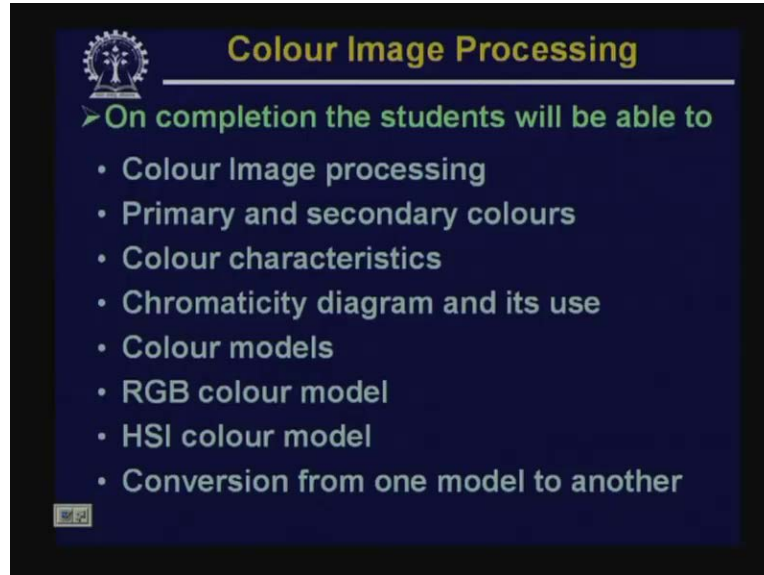 Colour Image Processing
➢On completion the students will be able to
• Colour Image processing
• Primary and secondary colours
• Colour characteristics
• Chromaticity diagram and its use
• Colour models
• RGB colour model
• HSI colour model
• Conversion from one model to another